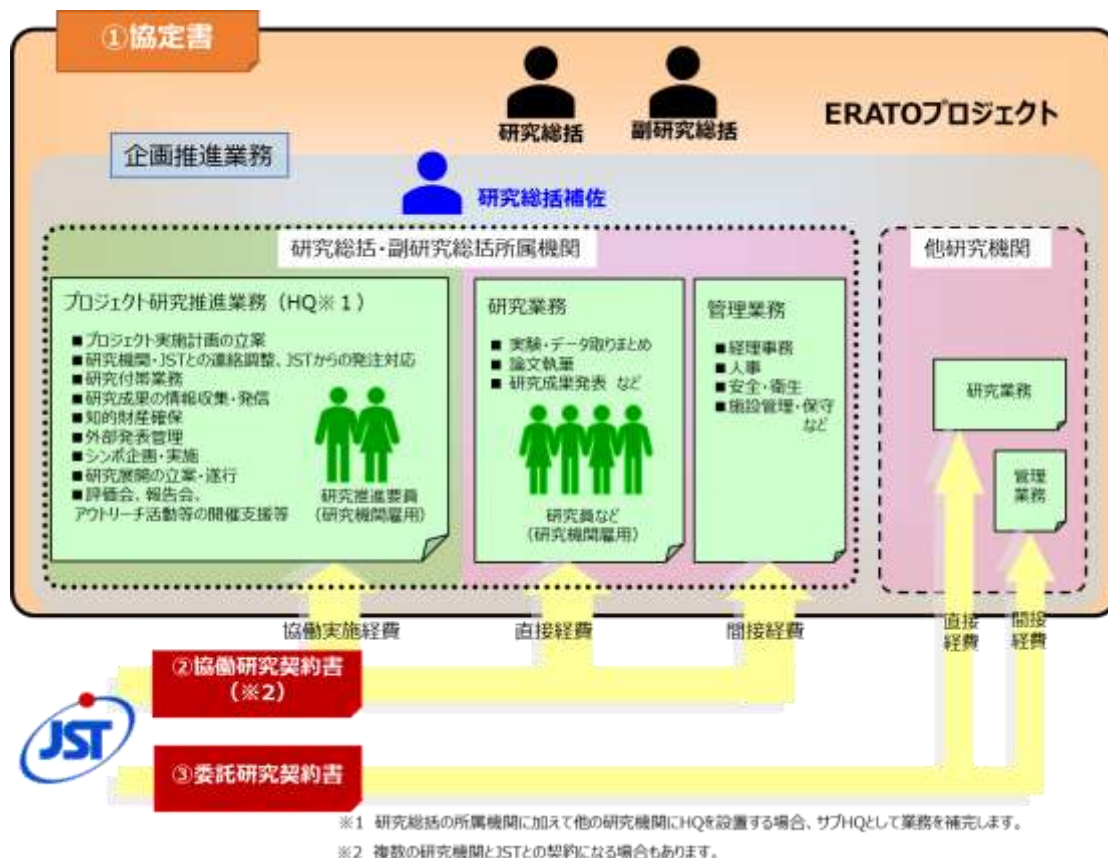 ①協定書
研究総括
副研究総括
ERATOプロジェクト
企画推進業務
研究総括補佐
研究総括・副研究総括所属機関
他研究機関
プロジェクト研究推進業務（HQ※１）
■プロジェクト実施計画の立案
■研究機関・JSTとの連絡調整、JSTからの発注対応
■研究付帯業務
■研究成果の情報収集・発信
■知的財産確保
■外部発表管理
■シンポ企画・実施
■研究展開の立案・遂行
■評価会、報告会、
アウトリーチ活動等の開催支援等
研究推進要員
（研究機関雇用）
研究業務
■ 実験・データ取りまとめ
■ 論文執筆
■ 研究成果発表 など
研究員など
（研究機関雇用）
管理業務
■経理事務
■人事
■安全・衛生
■施設管理・保守
など
研究業務
管理
業務
協働実施経費
直接経費
間接経費
直接
経費
間接
経費
②協働研究契約書
（※2）
JST
③委託研究契約書
※1 研究総括の所属機関に加えて他の研究機関にHQを設置する場合、サブHQとして業務を補完します。
※2 複数の研究機関とJSTとの契約になる場合もあります。